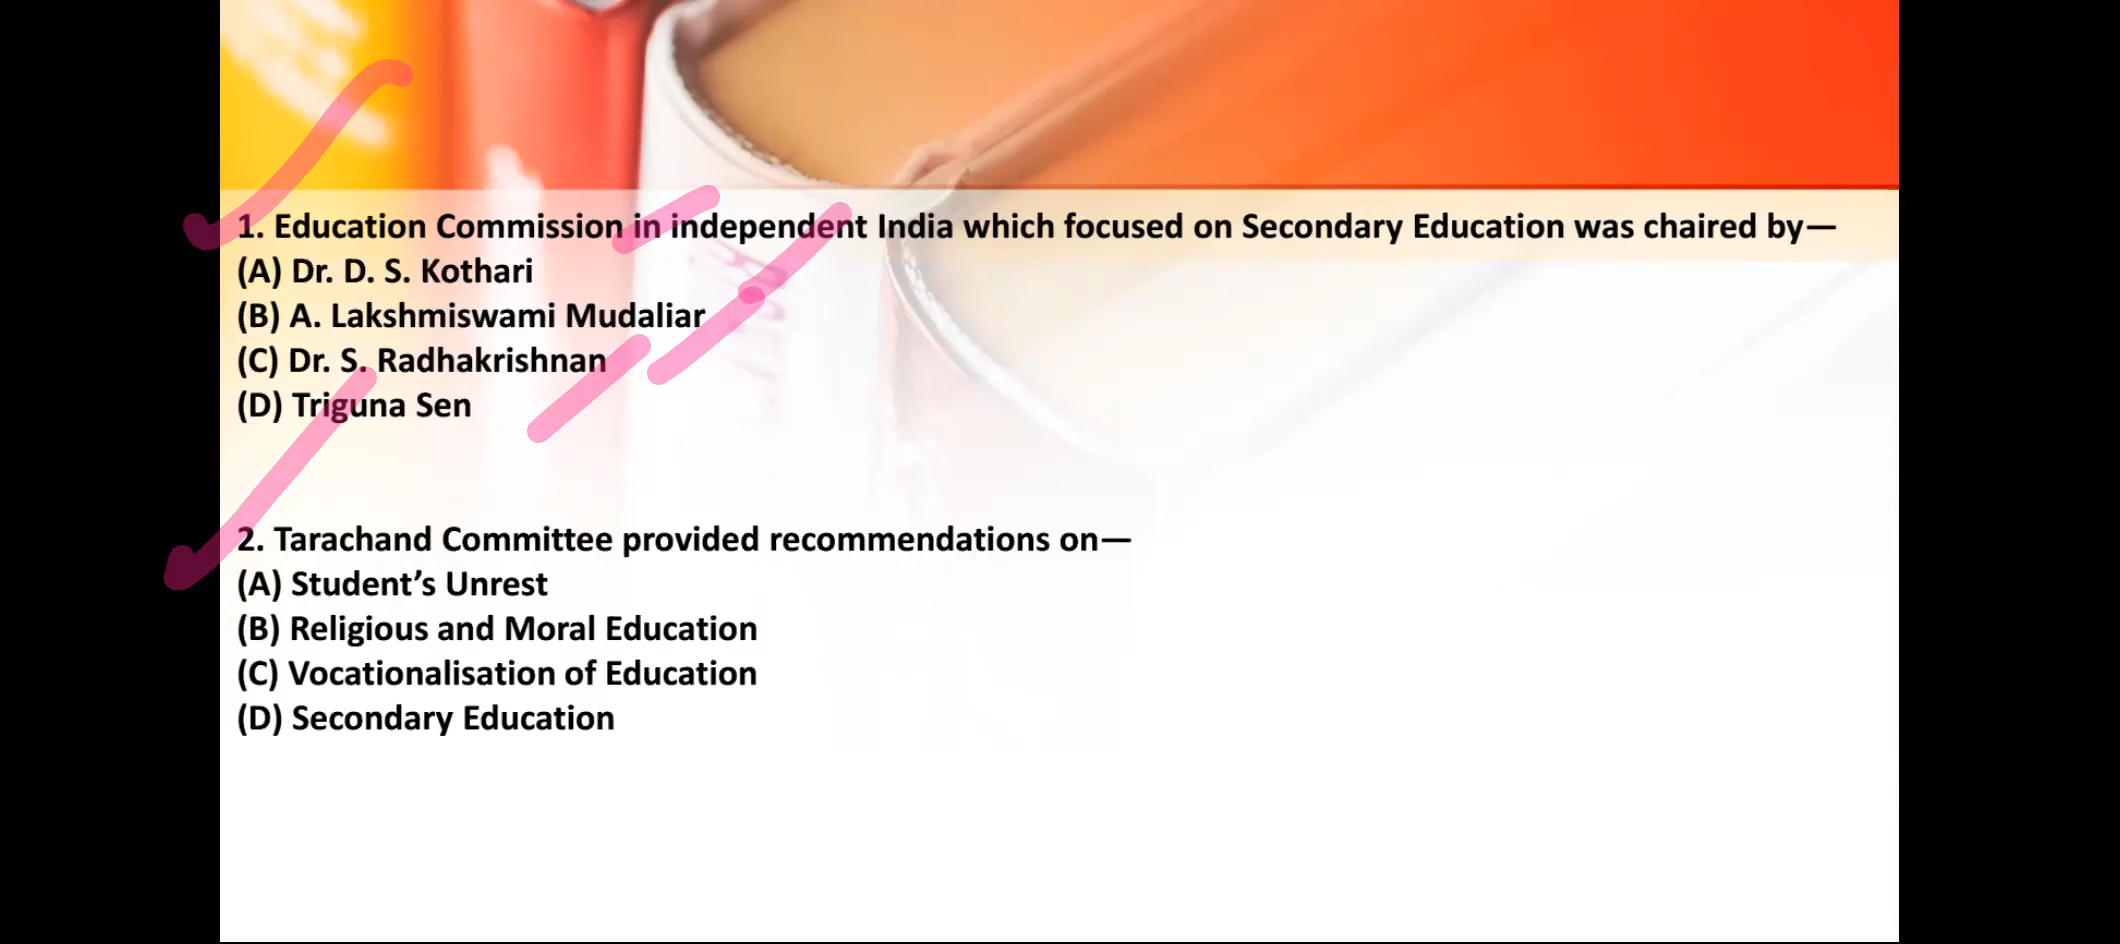 1. Education Commission in independent India which focused on Secondary Education was chaired by—
(A) Dr. D. S. Kothari
(B) A. Lakshmiswami Mudaliar
(C) Dr. S. Radhakrishnan
(D) Triguna Sen
2. Tarachand Committee provided recommendations on—
(A) Student’s Unrest
(B) Religious and Moral Education
(C) Vocationalisation of Education
(D) Secondary Education